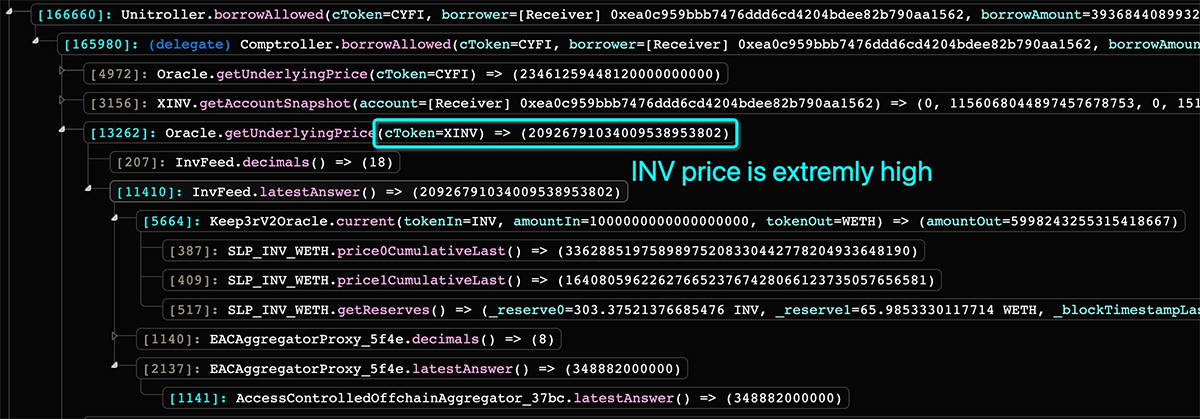 [166660]: Unitroller.borrowAllowed(cToken=CYFI, borrower=[Receiver] 0xea0c959bbb7476ddd6cd4204bdee82b790aa1562, borrowAmount=3936844089932
[165980]: (delegate) Comptroller.borrowAllowed(cToken=CYFI, borrower=[Receiver] 0xea0c959bbb7476ddd6cd4204bdee82b790aa1562, borrowAmoun
[4972]: Oracle.getUnderlyingPrice(cToken=CYFI) => (23461259448120000000000)
[3156]: XINV.getAccountSnapshot(account=[Receiver] 0xea0c959bbb7476ddd6cd4204bdee82b790aa1562) => (0, 1156068044897457678753, 0, 151
[13262]: Oracle.getUnderlyingPrice(cToken=XINV) => (20926791034009538953802)
[207]: InvFeed.decimals() => (18)
INV price is extremly high
[11410]: InvFeed.latestAnswer() => (20926791034009538953802)
[5664]: Keep3rV2Oracle.current(tokenIn=INV, amountIn=1000000000000000000, tokenOut=WETH) => (amountOut=5998243255315418667)
[387]: SLP_INV_WETH.price0CumulativeLast() => (3362885197589897520833044277820493364819​0)
[409]: SLP_INV_WETH.price1CumulativeLast() => (1640805962262766523767428066123735057656581)
[517]: SLP_INV_WETH.getReserves() => (_reserve0=303.37521376685476 INV, _reserve1=65.9853330117714 WETH, _blockTimestampLas
[1140]: EACAggregatorProxy_5f4e.decimals() => (8)
[2137]: EACAggregatorProxy_5f4e.latestAnswer() => (348882000000)
[1141]: AccessControlledOffchainAggregator_37bc.latestAnswer() => (348882000000)